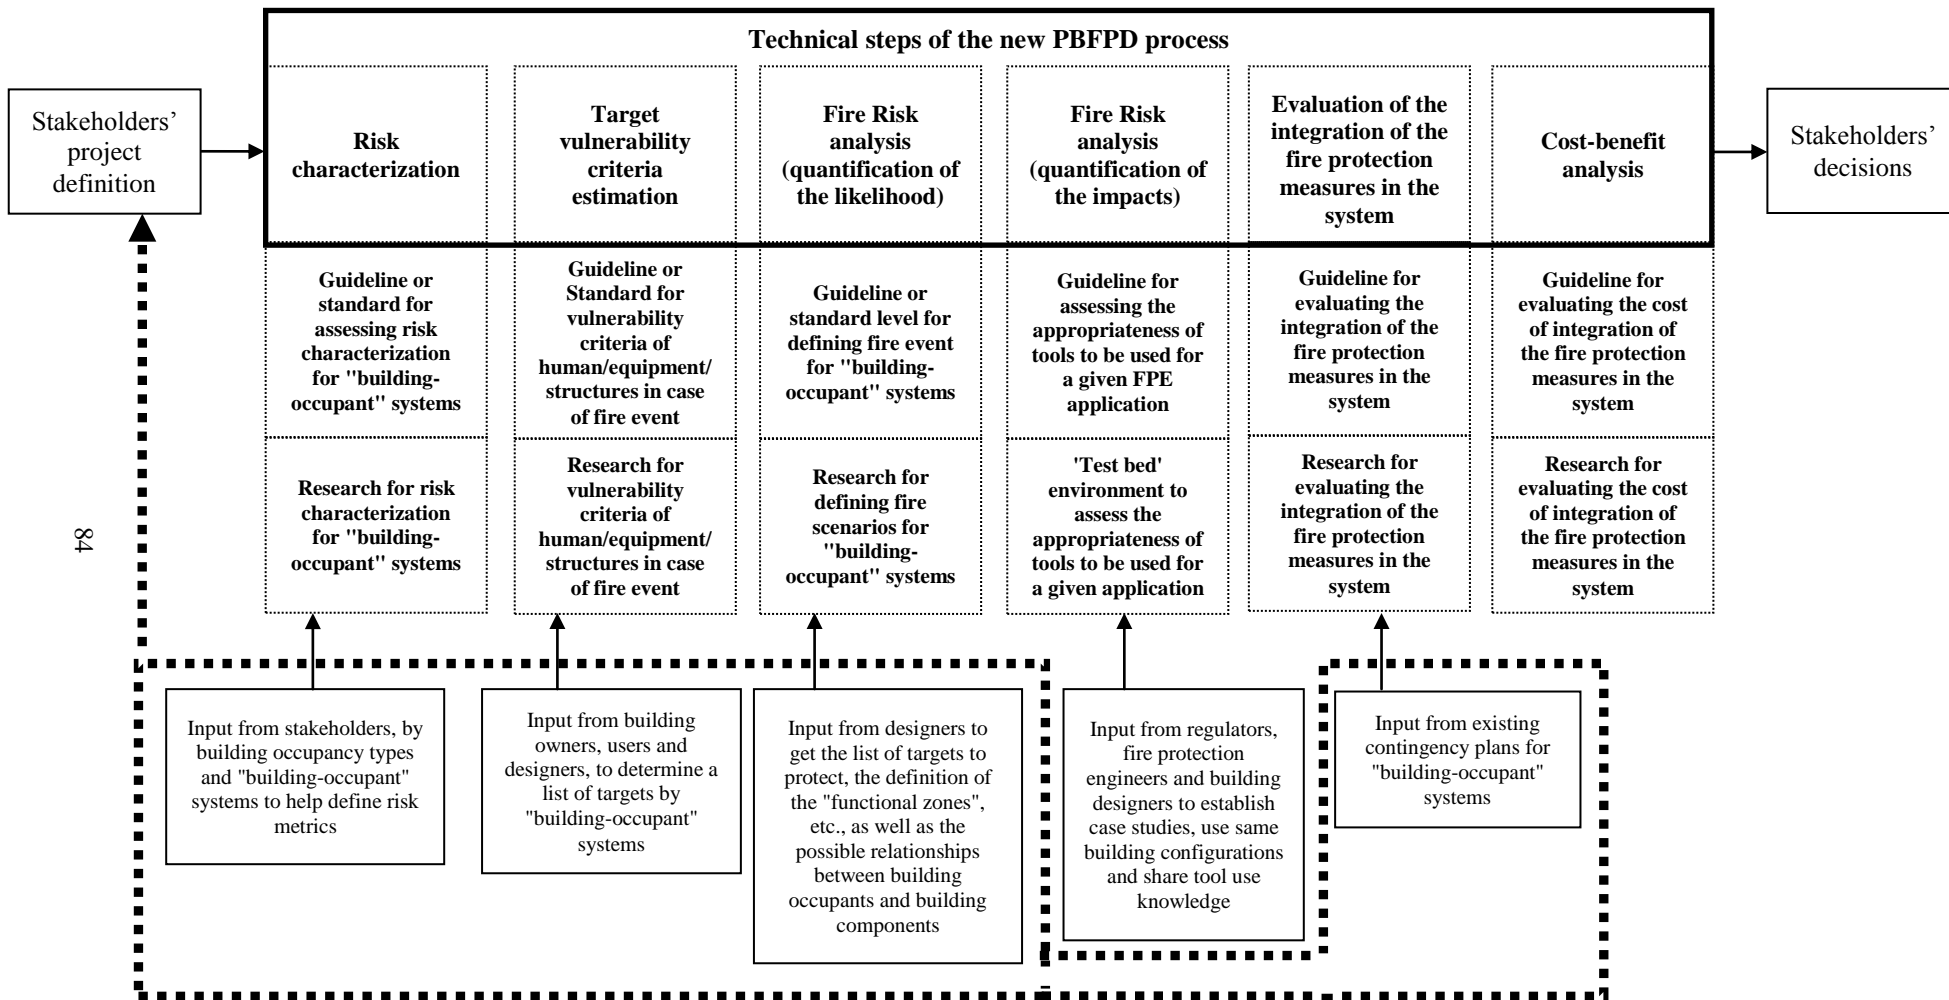 Technical steps of the new PBFPD process
Stakeholders’
project
definition
Risk
characterization
Target
vulnerability
criteria
estimation
Fire Risk
analysis
(quantification of
the likelihood)
Fire Risk
analysis
(quantification of
the impacts)
Evaluation of the
integration of the
fire protection
measures in the
system
Cost-benefit
analysis
Stakeholders’
decisions
Guideline or
standard for
assessing risk
characterization
for "building-
occupant" systems
Guideline or
Standard for
vulnerability
criteria of
human/equipment/
structures in case
of fire event
Guideline or
standard level for
defining fire event
for "building-
occupant" systems
Guideline for
assessing the
appropriateness of
tools to be used for
a given FPE
application
Guideline for
evaluating the
integration of the
fire protection
measures in the
system
Guideline for
evaluating the cost
of integration of
the fire protection
measures in the
system
Research for risk
characterization
for "building-
occupant" systems
Research for
vulnerability
criteria of
human/equipment/
structures in case
of fire event
Research for
defining fire
scenarios for
"building-
occupant" systems
'Test bed'
environment to
assess the
appropriateness of
tools to be used for
a given application
Research for
evaluating the
integration of the
fire protection
measures in the
system
Research for
evaluating the cost
of integration of
the fire protection
measures in the
system
84
Input from stakeholders, by
building occupancy types
and "building-occupant"
systems to help define risk
metrics
Input from building
owners, users and
designers, to determine a
list of targets by
"building-occupant"
systems
Input from designers to
get the list of targets to
protect, the definition of
the "functional zones",
etc., as well as the
possible relationships
between building
occupants and building
components
Input from regulators,
fire protection
engineers and building
designers to establish
case studies, use same
building configurations
and share tool use
knowledge
Input from existing
contingency plans for
"building-occupant"
systems